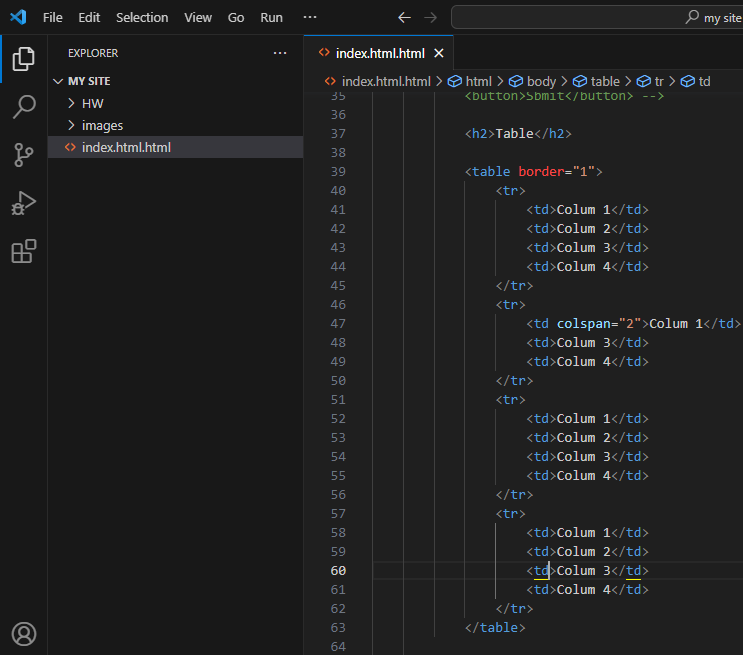 File Edit Selection View Go Run ··· my site
EXPLORER ···
MY SITE
HW
images
<> index.html.html
<> index.html.html ×
<> index.html.html > html > body > table > tr > td
35 <button>Sbmit</button> -->
36
37 <h2>Table</h2>
38
39 <table border="1">
40 <tr>
41 <td>Colum 1</td>
42 <td>Colum 2</td>
43 <td>Colum 3</td>
44 <td>Colum 4</td>
45 </tr>
46 <tr>
47 <td colspan="2">Colum 1</td>
48 <td>Colum 3</td>
49 <td>Colum 4</td>
50 </tr>
51 <tr>
52 <td>Colum 1</td>
53 <td>Colum 2</td>
54 <td>Colum 3</td>
55 <td>Colum 4</td>
56 </tr>
57 <tr>
58 <td>Colum 1</td>
59 <td>Colum 2</td>
60 <td>Colum 3</td>
61 <td>Colum 4</td>
62 </tr>
63 </table>
64